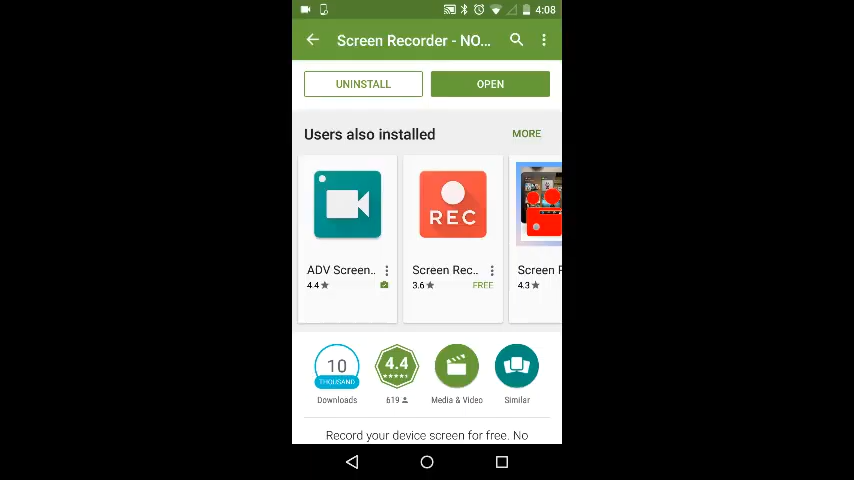 4:08
Screen Recorder - NO...
UNINSTALL
OPEN
Users also installed
MORE
REC
ADV Screen..
Screen Rec..
Screen
4.4
3.6
FREE
4.3
10
THOUSAND
4.4
Downloads
619
Media & Video
Similar
Record your device screen for free. No